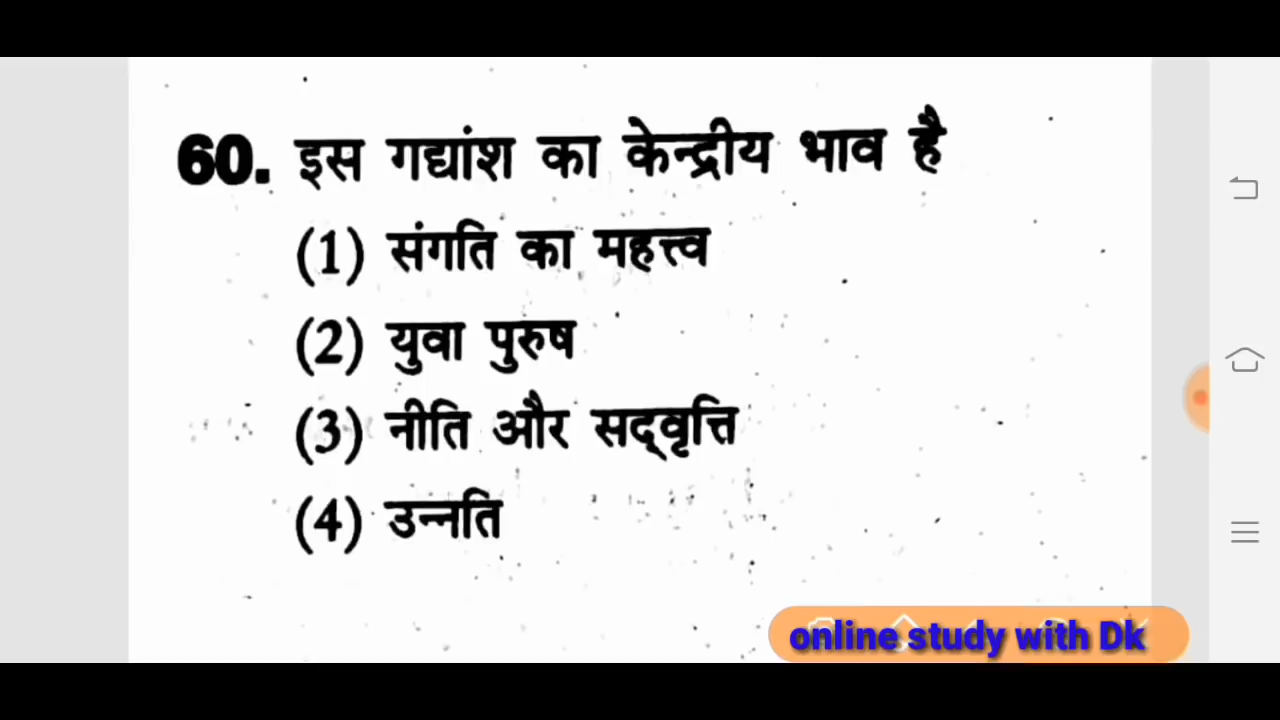 60. इस गद्यांश का केन्द्रीय भाव है
(1) संगति का महत्त्व
(2) युवा पुरुष
(3) नीति और सद्‌वृत्ति
(4) उन्नति
online study with Dk